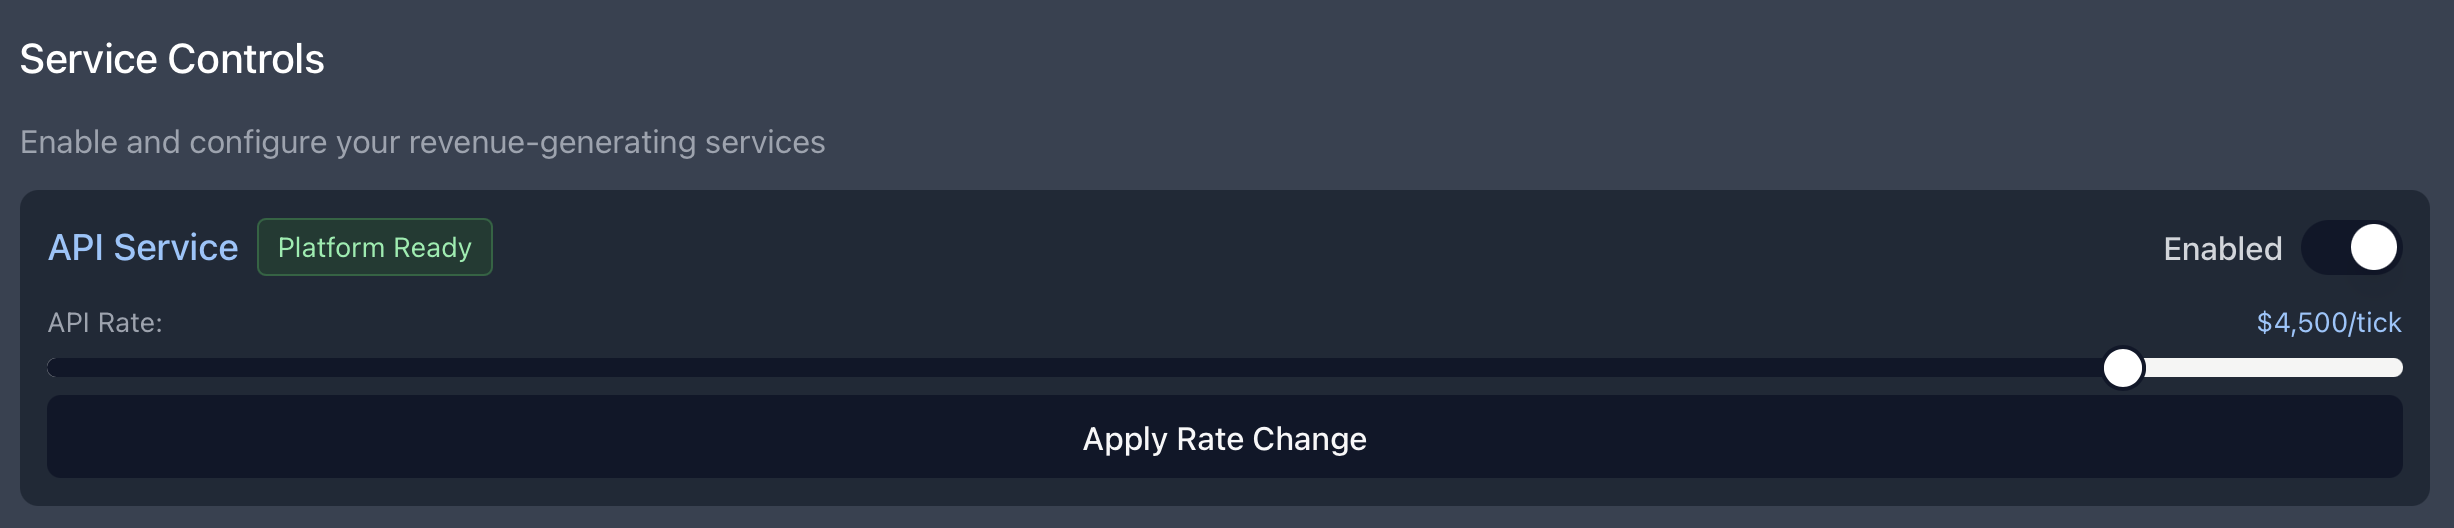 Service Controls
Enable and configure your revenue-generating services
API Service Platform Ready Enabled
API Rate: $4,500/tick
Apply Rate Change